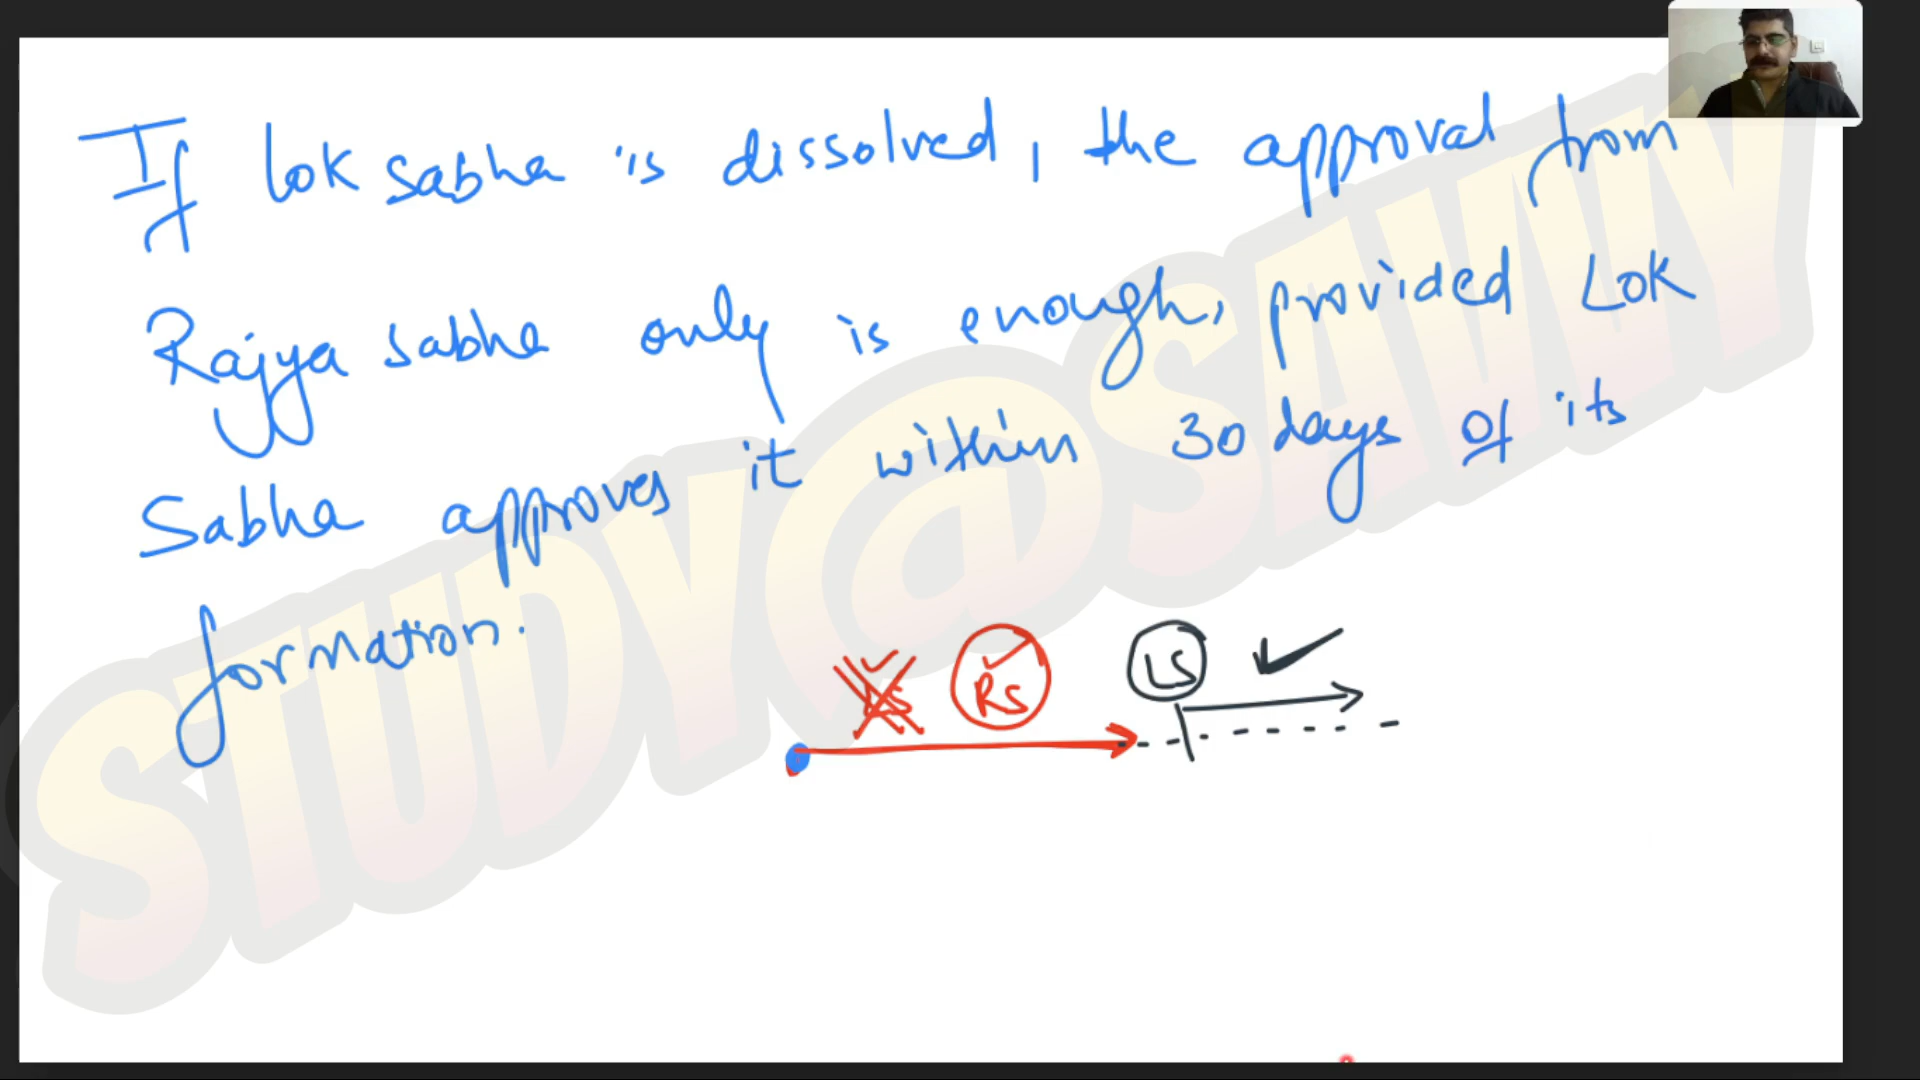 If Lok Sabha is dissolved, the approval from
Rajya Sabha only is enough, provided Lok
Sabha approves it within 30 days of its
formation.
LS RS LS
STUDY@SAVVY